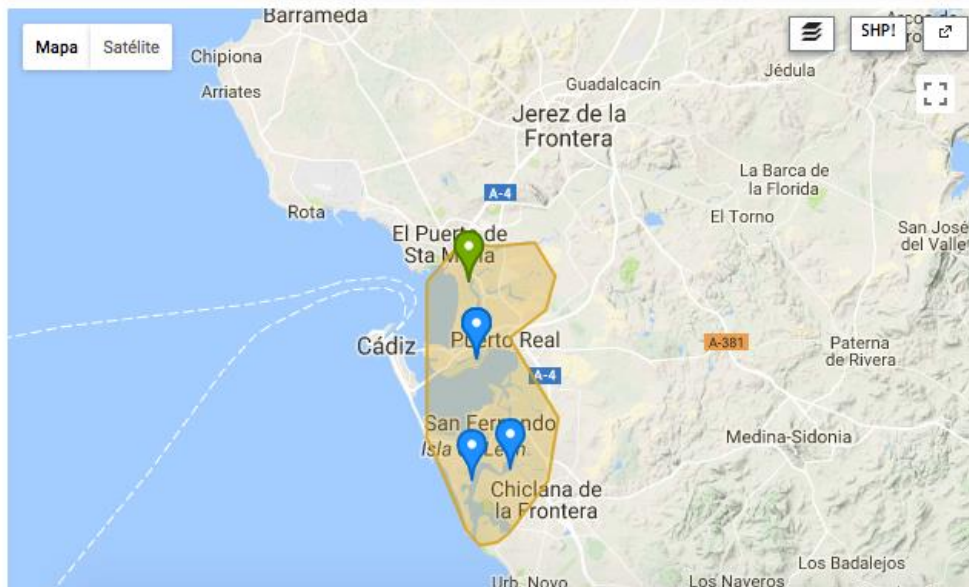 Barrameda
Mapa
Satélite
SHP!
Chipiona
Arriates
Guadalcacín
Jédula
Jerez de la
Frontera
La Barca de
la Florida
A-4
Rota
El Torno
San José
del Valle
El Puerto de
Sta María
Cádiz
Puerto Real
A-381
Paterna
de Rivera
A-4
San Fernando
Isla de León
Medina-Sidonia
Chiclana de
la Frontera
Los Badalejos
Urb. Novo
Los Naveros